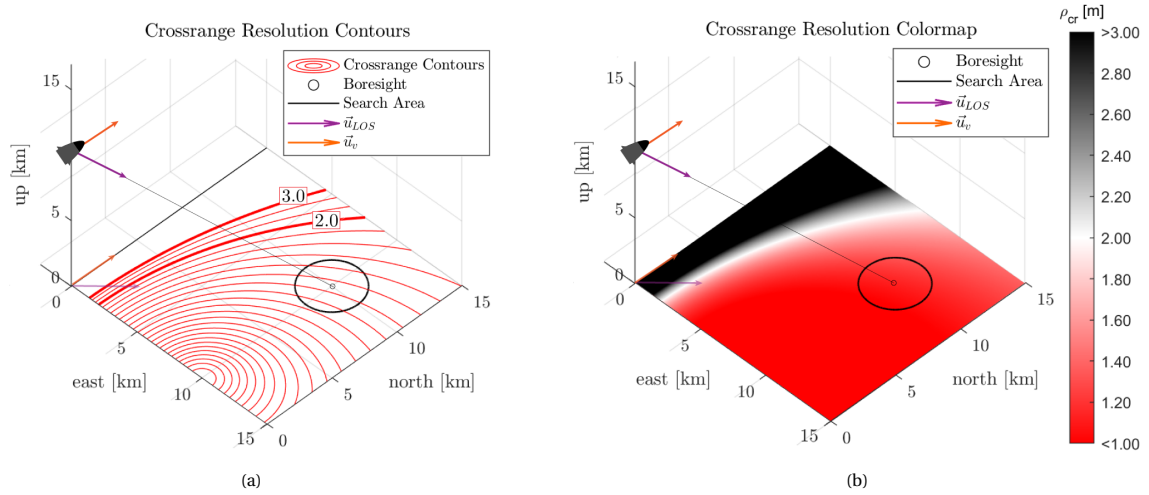 Crossrange Resolution Contours
Crossrange Contours
Boresight
Search Area
u⃗_LOS
u⃗_v
15
up [km]
5
0
0
3.0
2.0
5
east [km]
10
15
0
5
north [km]
10
15
(a)
Crossrange Resolution Colormap
Boresight
Search Area
u⃗_LOS
u⃗_v
15
up [km]
5
0
0
5
east [km]
10
15
0
5
north [km]
10
15
(b)
ρ_cr [m]
>3.00
2.80
2.60
2.40
2.20
2.00
1.80
1.60
1.40
1.20
<1.00